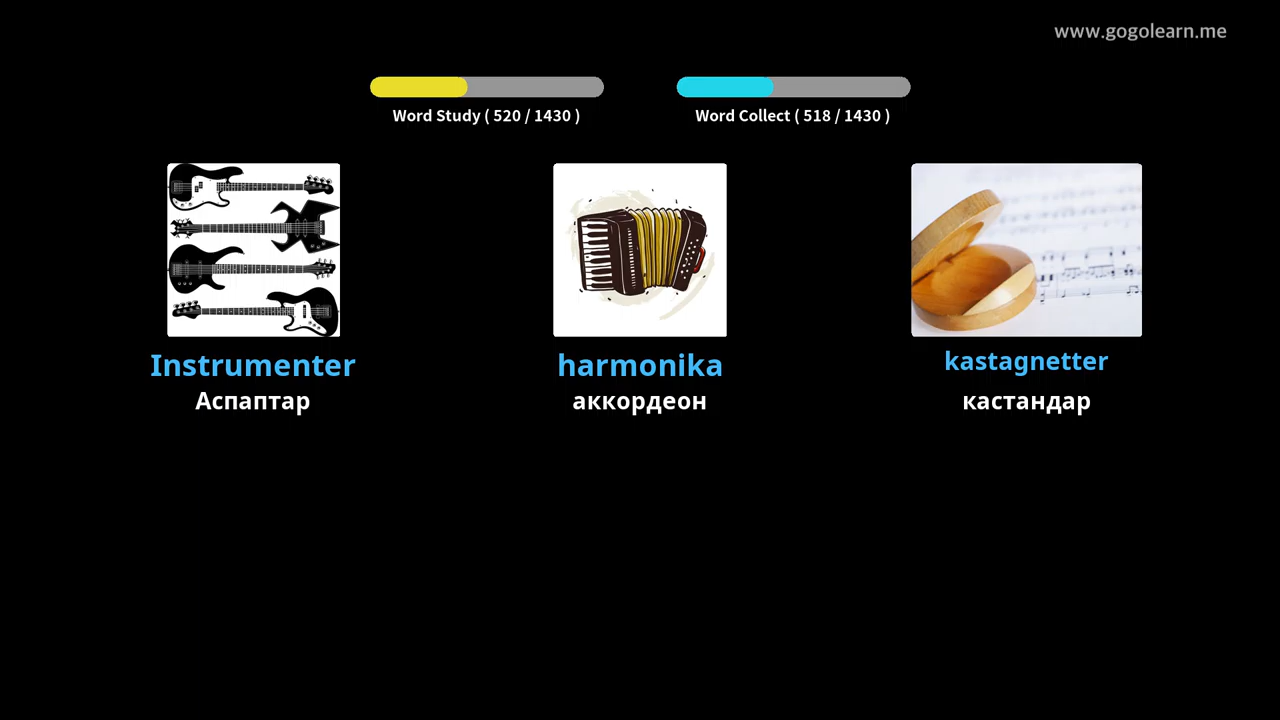 www.gogolearn.me
Word Study ( 520 / 1430 )
Word Collect ( 518 / 1430 )
Instrumenter
Аспаптар
harmonika
аккордеон
kastagnetter
кастандар